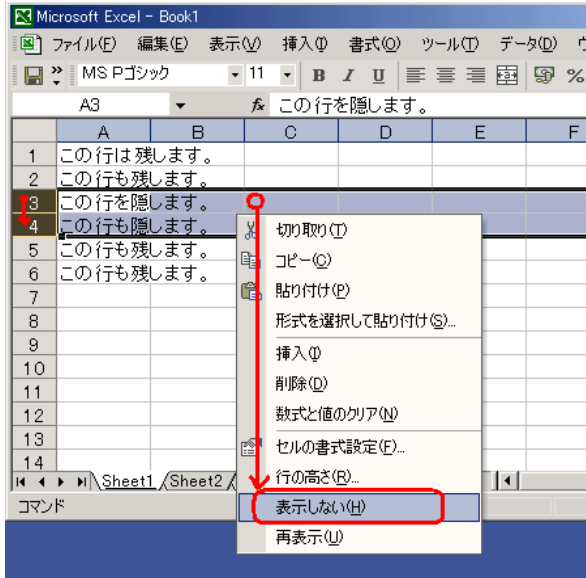 Microsoft Excel - Book1
ファイル(F) 編集(E) 表示(V) 挿入(I) 書式(O) ツール(T) データ(D)
MS Pゴシック 11 B I U %
A3 fx この行を隠します。
A B C D E F
1 この行は残します。
2 この行も残します。
3 この行を隠します。
4 この行も隠します。
5 この行も残します。
6 この行も残します。
7
8
9
10
11
12
13
14
切り取り(T)
コピー(C)
貼り付け(P)
形式を選択して貼り付け(S)...
挿入(I)
削除(D)
数式と値のクリア(N)
セルの書式設定(F)...
行の高さ(R)...
表示しない(H)
再表示(U)
Sheet1 Sheet2
コマンド